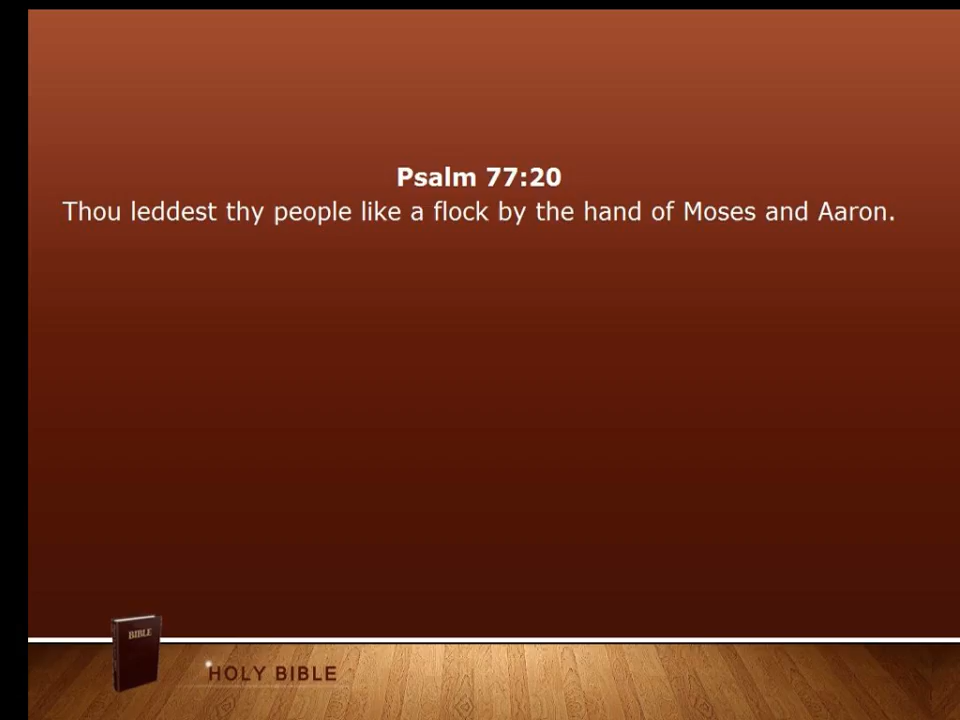 Psalm 77:20
Thou leddest thy people like a flock by the hand of Moses and Aaron.
BIBLE
HOLY BIBLE